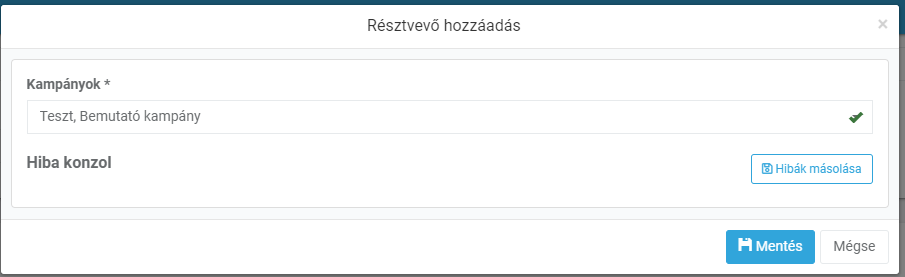 Résztvevő hozzáadás
×
Kampányok *
Teszt, Bemutató kampány
Hiba konzol
Hibák másolása
Mentés
Mégse